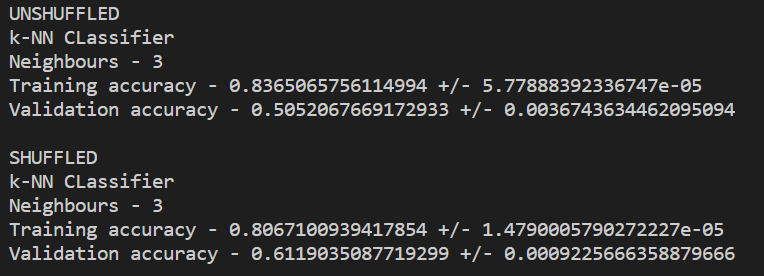 UNSHUFFLED
k-NN CLassifier
Neighbours - 3
Training accuracy - 0.8365065756114994 +/- 5.77888392336747e-05
Validation accuracy - 0.5052067669172933 +/- 0.0036743634462095094
SHUFFLED
k-NN CLassifier
Neighbours - 3
Training accuracy - 0.8067100939417854 +/- 1.4790005790272227e-05
Validation accuracy - 0.6119035087719299 +/- 0.0009225666358879666